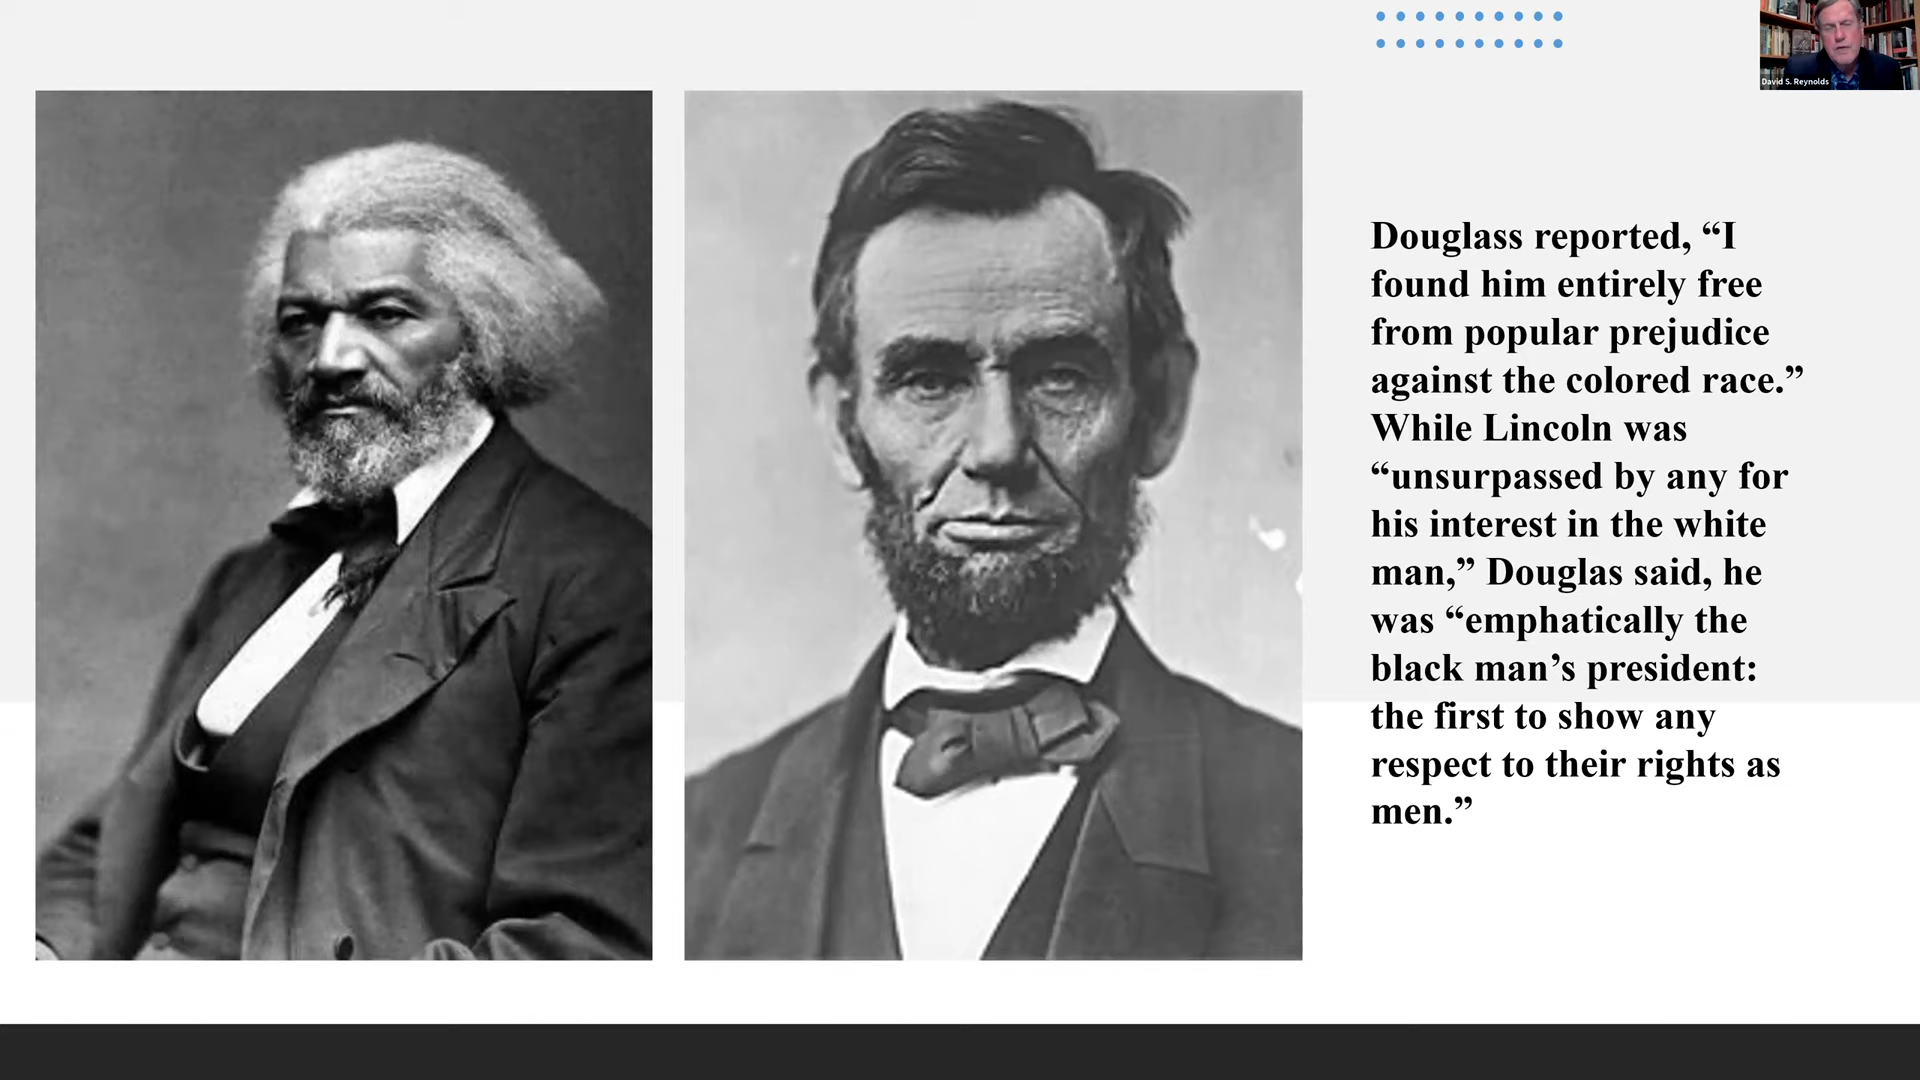 David S. Reynolds
Douglass reported, “I
found him entirely free
from popular prejudice
against the colored race.”
While Lincoln was
“unsurpassed by any for
his interest in the white
man,” Douglas said, he
was “emphatically the
black man’s president:
the first to show any
respect to their rights as
men.”